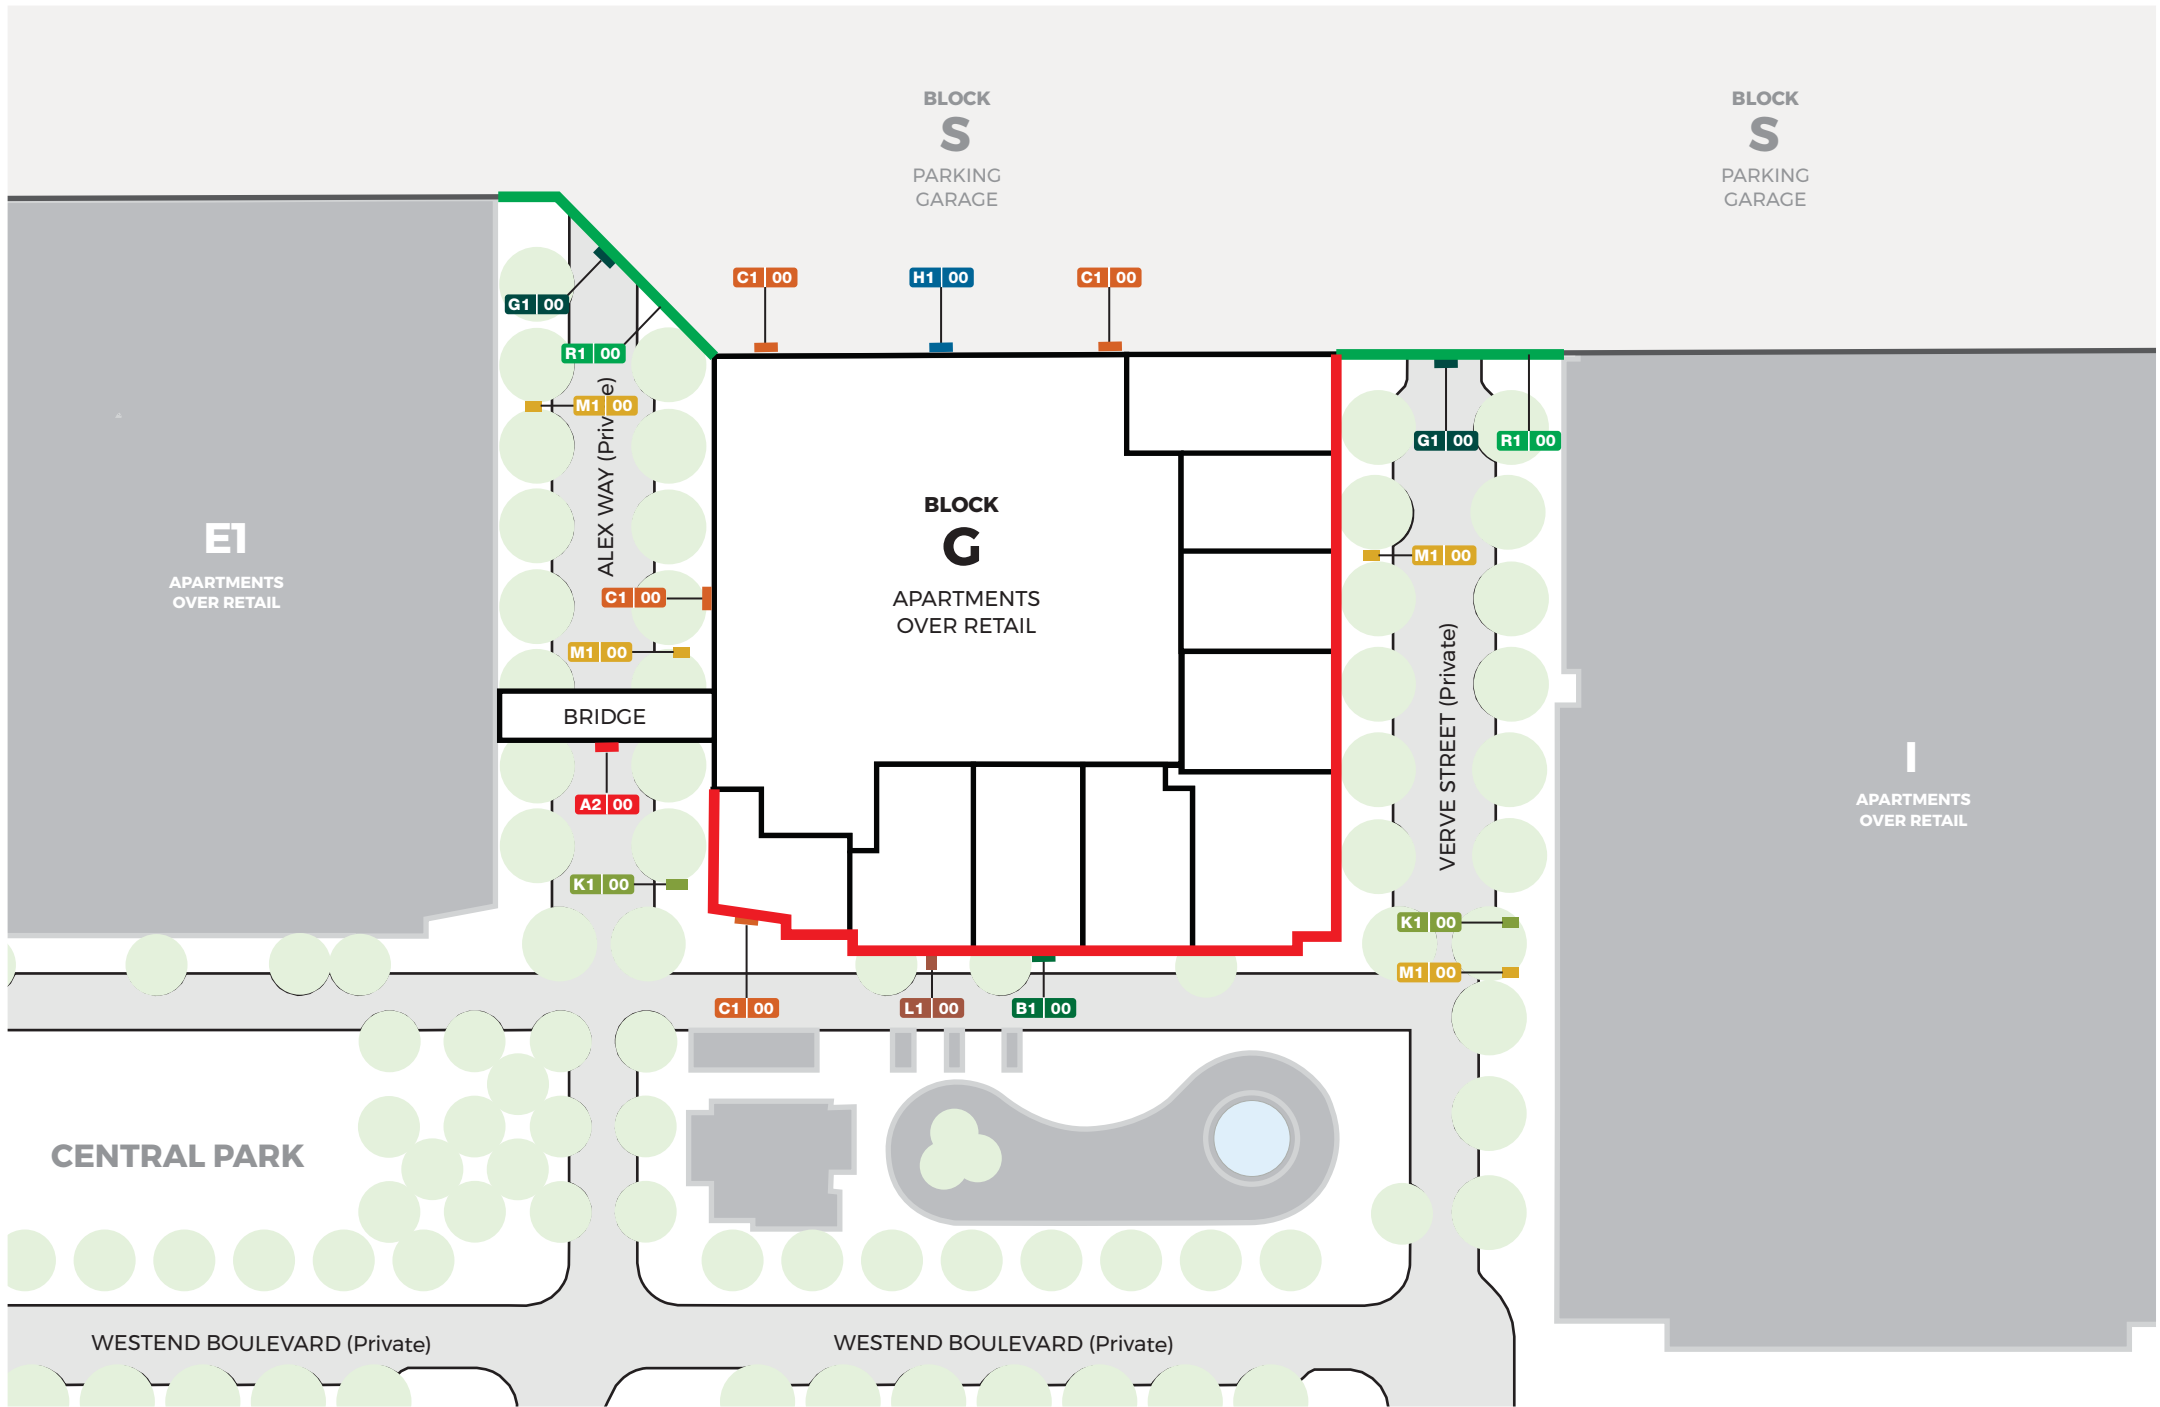 BLOCK
S
PARKING
GARAGE
BLOCK
S
PARKING
GARAGE
C1 00
H1 00
C1 00
G1 00
R1 00
M1 00
ALEX WAY (Private)
G1 00
R1 00
BLOCK
G
APARTMENTS
OVER RETAIL
E1
APARTMENTS
OVER RETAIL
M1 00
C1 00
M1 00
BRIDGE
VERVE STREET (Private)
I
APARTMENTS
OVER RETAIL
A2 00
K1 00
K1 00
M1 00
C1 00
L1 00
B1 00
CENTRAL PARK
WESTEND BOULEVARD (Private)
WESTEND BOULEVARD (Private)